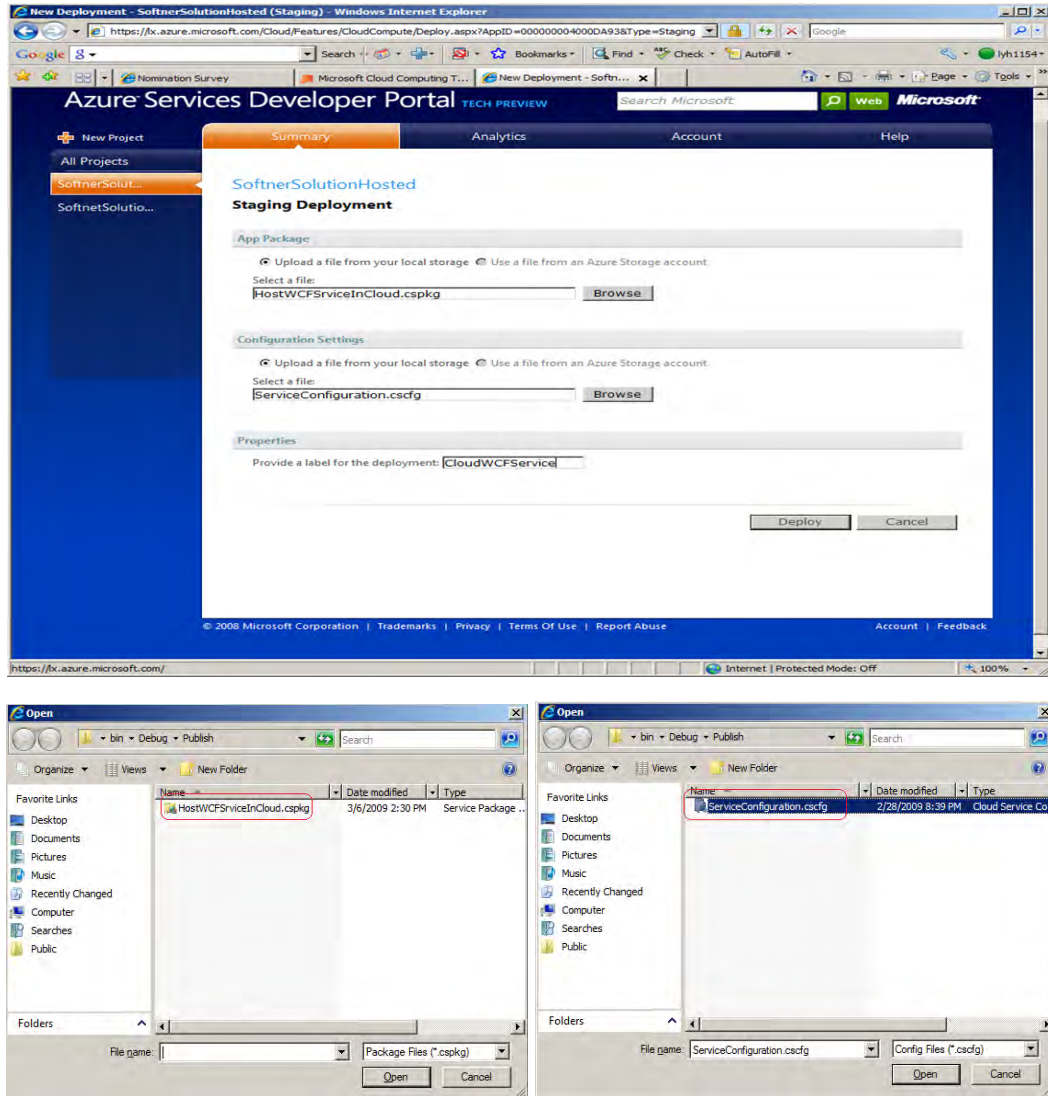 New Deployment - SoftnerSolutionHosted (Staging) - Windows Internet Explorer
https://lx.azure.microsoft.com/Cloud/Features/CloudCompute/Deploy.aspx?AppID=000000004000DA93&Type=Staging
Google
Google
Search
Bookmarks
Find
Check
AutoFill
lyh1154
Nomination Survey
Microsoft Cloud Computing T...
New Deployment - Softn...
Page
Tools
Azure Services Developer Portal TECH PREVIEW
Search Microsoft
Web
Microsoft
New Project
Summary
Analytics
Account
Help
All Projects
SoftnerSolut...
SoftnetSolutio...
SoftnerSolutionHosted
Staging Deployment
App Package
Upload a file from your local storage
Use a file from an Azure Storage account
Select a file:
HostWCFSrviceInCloud.cspkg
Browse
Configuration Settings
Upload a file from your local storage
Use a file from an Azure Storage account
Select a file:
ServiceConfiguration.cscfg
Browse
Properties
Provide a label for the deployment:
CloudWCFService
Deploy
Cancel
© 2008 Microsoft Corporation | Trademarks | Privacy | Terms Of Use | Report Abuse
Account | Feedback
https://lx.azure.microsoft.com/
Internet | Protected Mode: Off
100%
Open
bin
Debug
Publish
Search
Organize
Views
New Folder
Favorite Links
Desktop
Documents
Pictures
Music
Recently Changed
Computer
Searches
Public
Folders
Name
Date modified
Type
HostWCFSrviceInCloud.cspkg
3/6/2009 2:30 PM
Service Package ..
File name:
Package Files (*.cspkg)
Open
Cancel
Open
bin
Debug
Publish
Search
Organize
Views
New Folder
Favorite Links
Desktop
Documents
Pictures
Music
Recently Changed
Computer
Searches
Public
Folders
Name
Date modified
Type
ServiceConfiguration.cscfg
2/28/2009 8:39 PM
Cloud Service Co
File name:
ServiceConfiguration.cscfg
Config Files (*.cscfg)
Open
Cancel